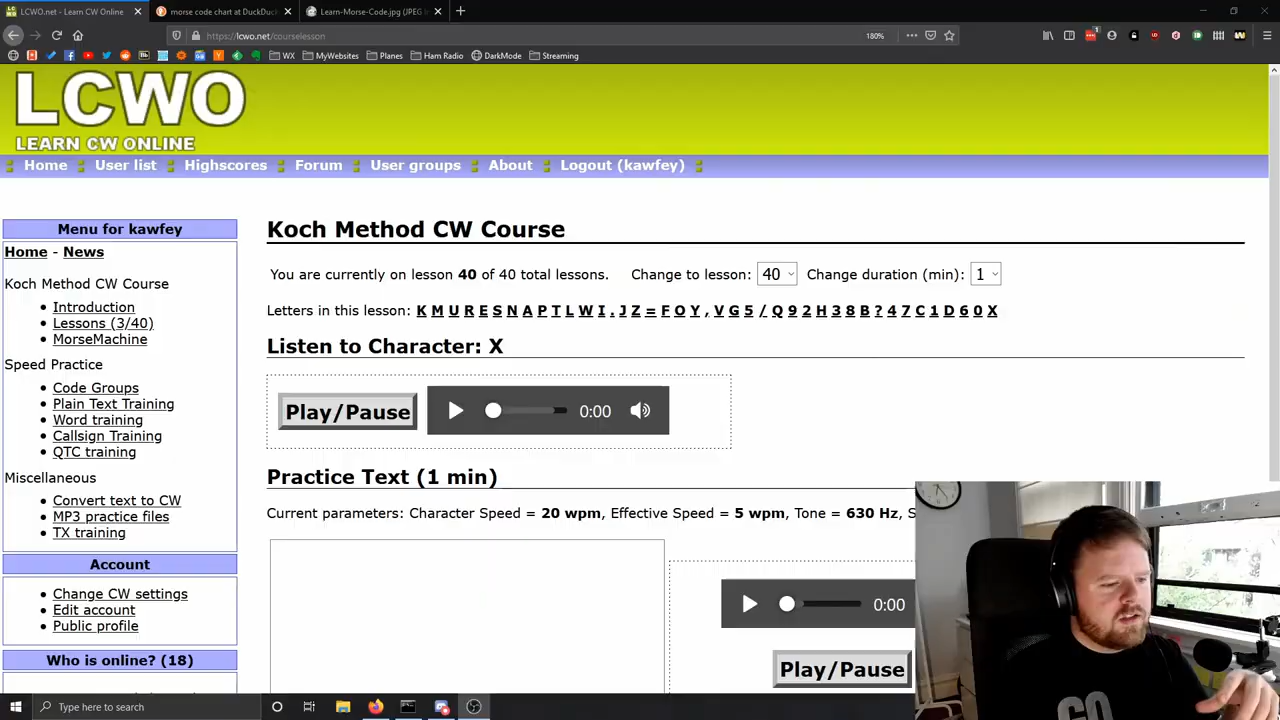 LCWO.net - Learn CW Online
morse code chart at DuckDuc
Learn-Morse-Code.jpg (JPEG I
https://lcwo.net/courselesson
180%
WX
MyWebsites
Planes
Ham Radio
DarkMode
Streaming
LCWO
LEARN CW ONLINE
Home User list Highscores Forum User groups About Logout (kawfey)
Menu for kawfey
Home - News
Koch Method CW Course
Introduction
Lessons (3/40)
MorseMachine
Speed Practice
Code Groups
Plain Text Training
Word training
Callsign Training
QTC training
Miscellaneous
Convert text to CW
MP3 practice files
TX training
Account
Change CW settings
Edit account
Public profile
Who is online? (18)
Koch Method CW Course
You are currently on lesson 40 of 40 total lessons. Change to lesson: 40 Change duration (min): 1
Letters in this lesson: K M U R E S N A P T L W I . J Z = F O Y , V G 5 / Q 9 2 H 3 8 B ? 4 7 C 1 D 6 0 X
Listen to Character: X
Play/Pause
0:00
Practice Text (1 min)
Current parameters: Character Speed = 20 wpm, Effective Speed = 5 wpm, Tone = 630 Hz, S
0:00
Play/Pause
GO
Type here to search